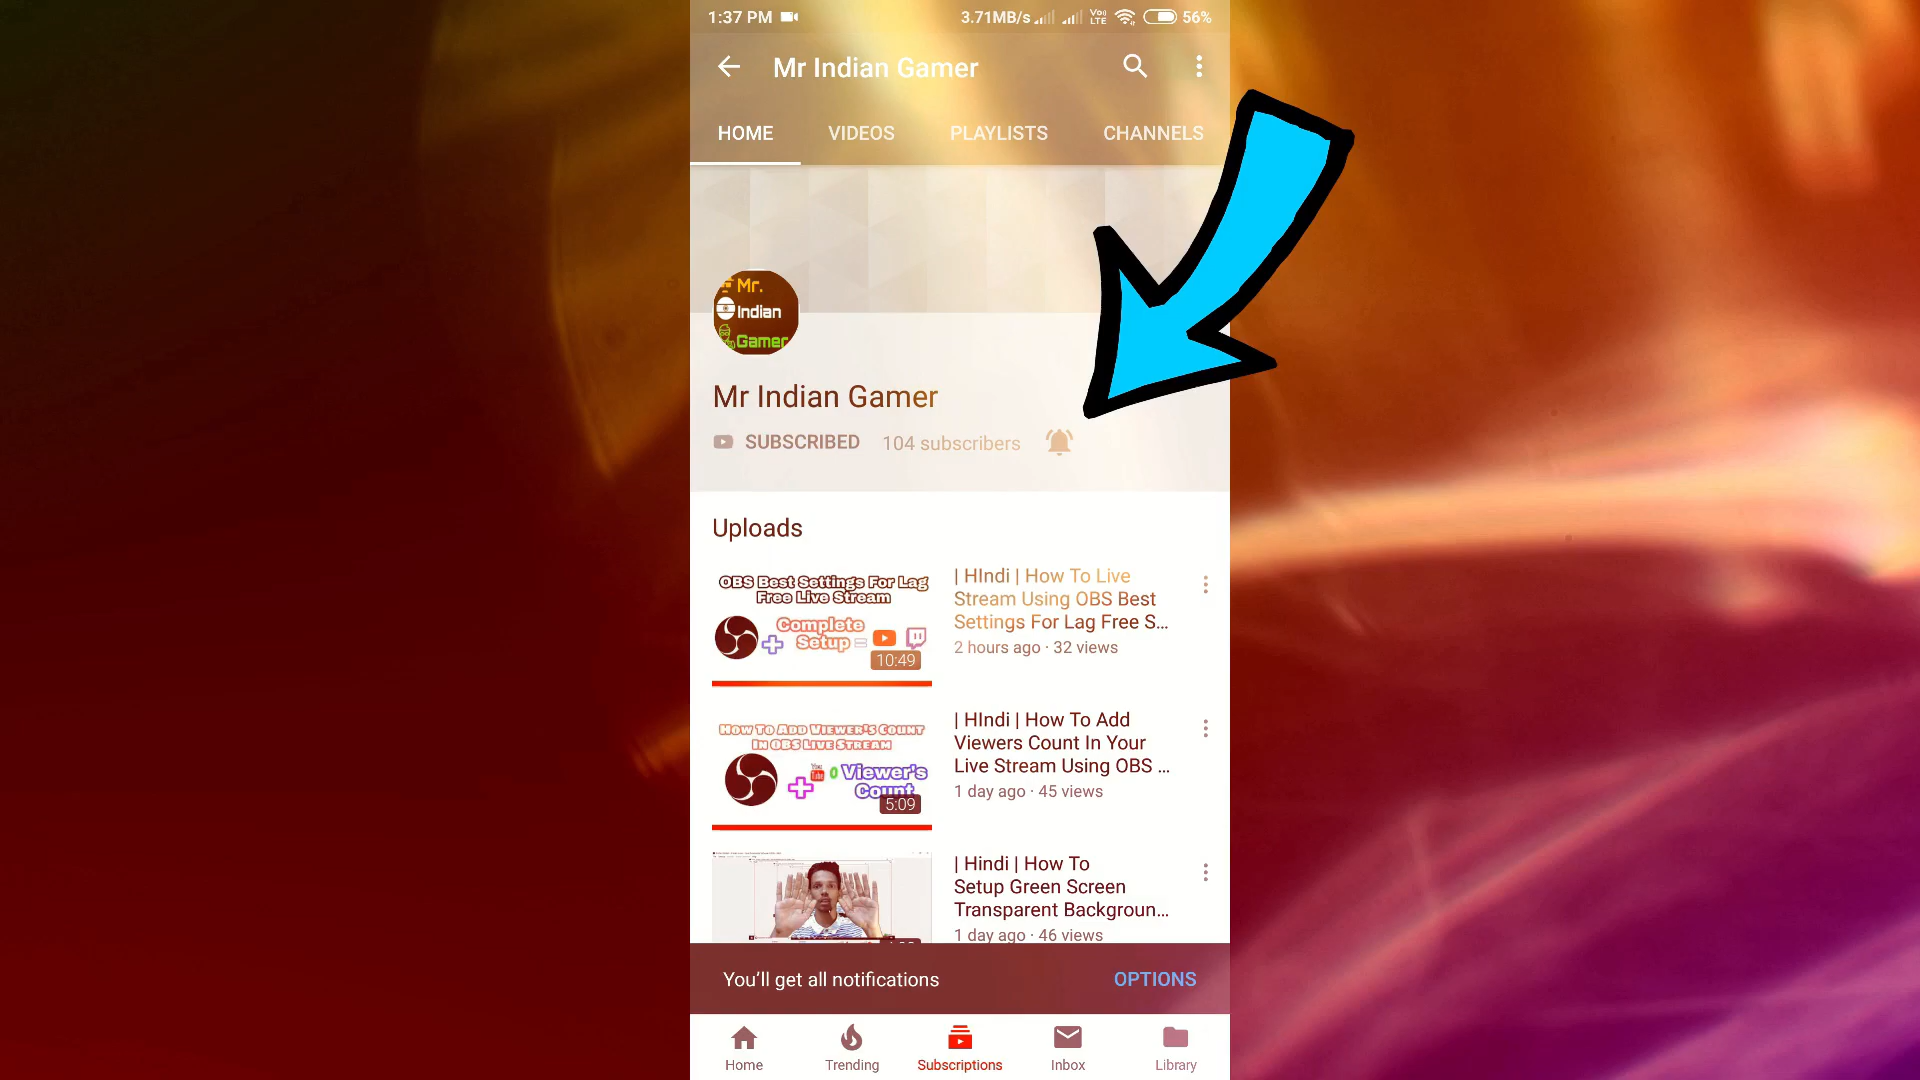 1:37 PM 3.71MB/s Vo LTE 56%
Mr Indian Gamer
HOME VIDEOS PLAYLISTS CHANNELS
Mr.
Indian
Gamer
Mr Indian Gamer
SUBSCRIBED 104 subscribers
Uploads
OBS Best Settings For Lag
Free Live Stream
Complete
Setup =
10:49
| HIndi | How To Live
Stream Using OBS Best
Settings For Lag Free S...
2 hours ago · 32 views
How To Add Viewer's Count
In OBS Live Stream
You
Tube
0 Viewer's
Count
5:09
| HIndi | How To Add
Viewers Count In Your
Live Stream Using OBS ...
1 day ago · 45 views
| Hindi | How To
Setup Green Screen
Transparent Backgroun...
1 day ago · 46 views
You'll get all notifications OPTIONS
Home Trending Subscriptions Inbox Library